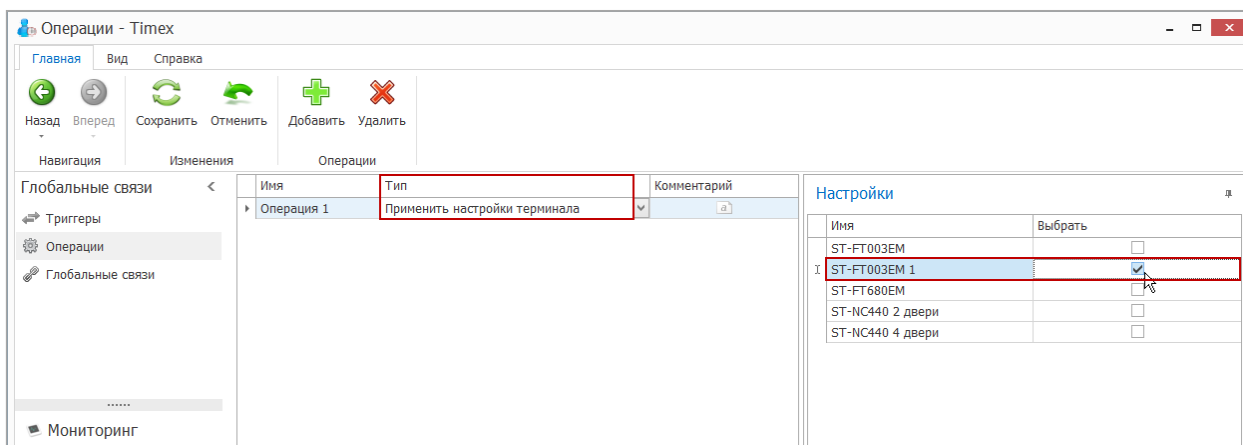 Операции - Timex
Главная Вид Справка
Назад Вперед Сохранить Отменить Добавить Удалить
Навигация Изменения Операции
Глобальные связи
Триггеры
Операции
Глобальные связи
Мониторинг
Имя Тип Комментарий
Операция 1 Применить настройки терминала a
Настройки
Имя Выбрать
ST-FT003EM
ST-FT003EM 1
ST-FT680EM
ST-NC440 2 двери
ST-NC440 4 двери